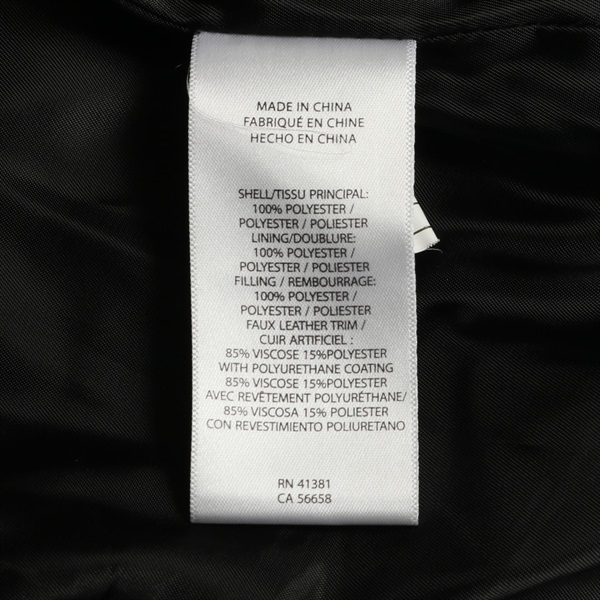 MADE IN CHINA
FABRIQUÉ EN CHINE
HECHO EN CHINA
SHELL/TISSU PRINCIPAL:
100% POLYESTER /
POLYESTER / POLIESTER
LINING/DOUBLURE:
100% POLYESTER /
POLYESTER / POLIESTER
FILLING / REMBOURRAGE:
100% POLYESTER /
POLYESTER / POLIESTER
FAUX LEATHER TRIM /
CUIR ARTIFICIEL :
85% VISCOSE 15%POLYESTER
WITH POLYURETHANE COATING
85% VISCOSE 15%POLYESTER
AVEC REVÊTEMENT POLYURÉTHANE/
85% VISCOSA 15% POLIESTER
CON REVESTIMIENTO POLIURETANO
RN 41381
CA 56658